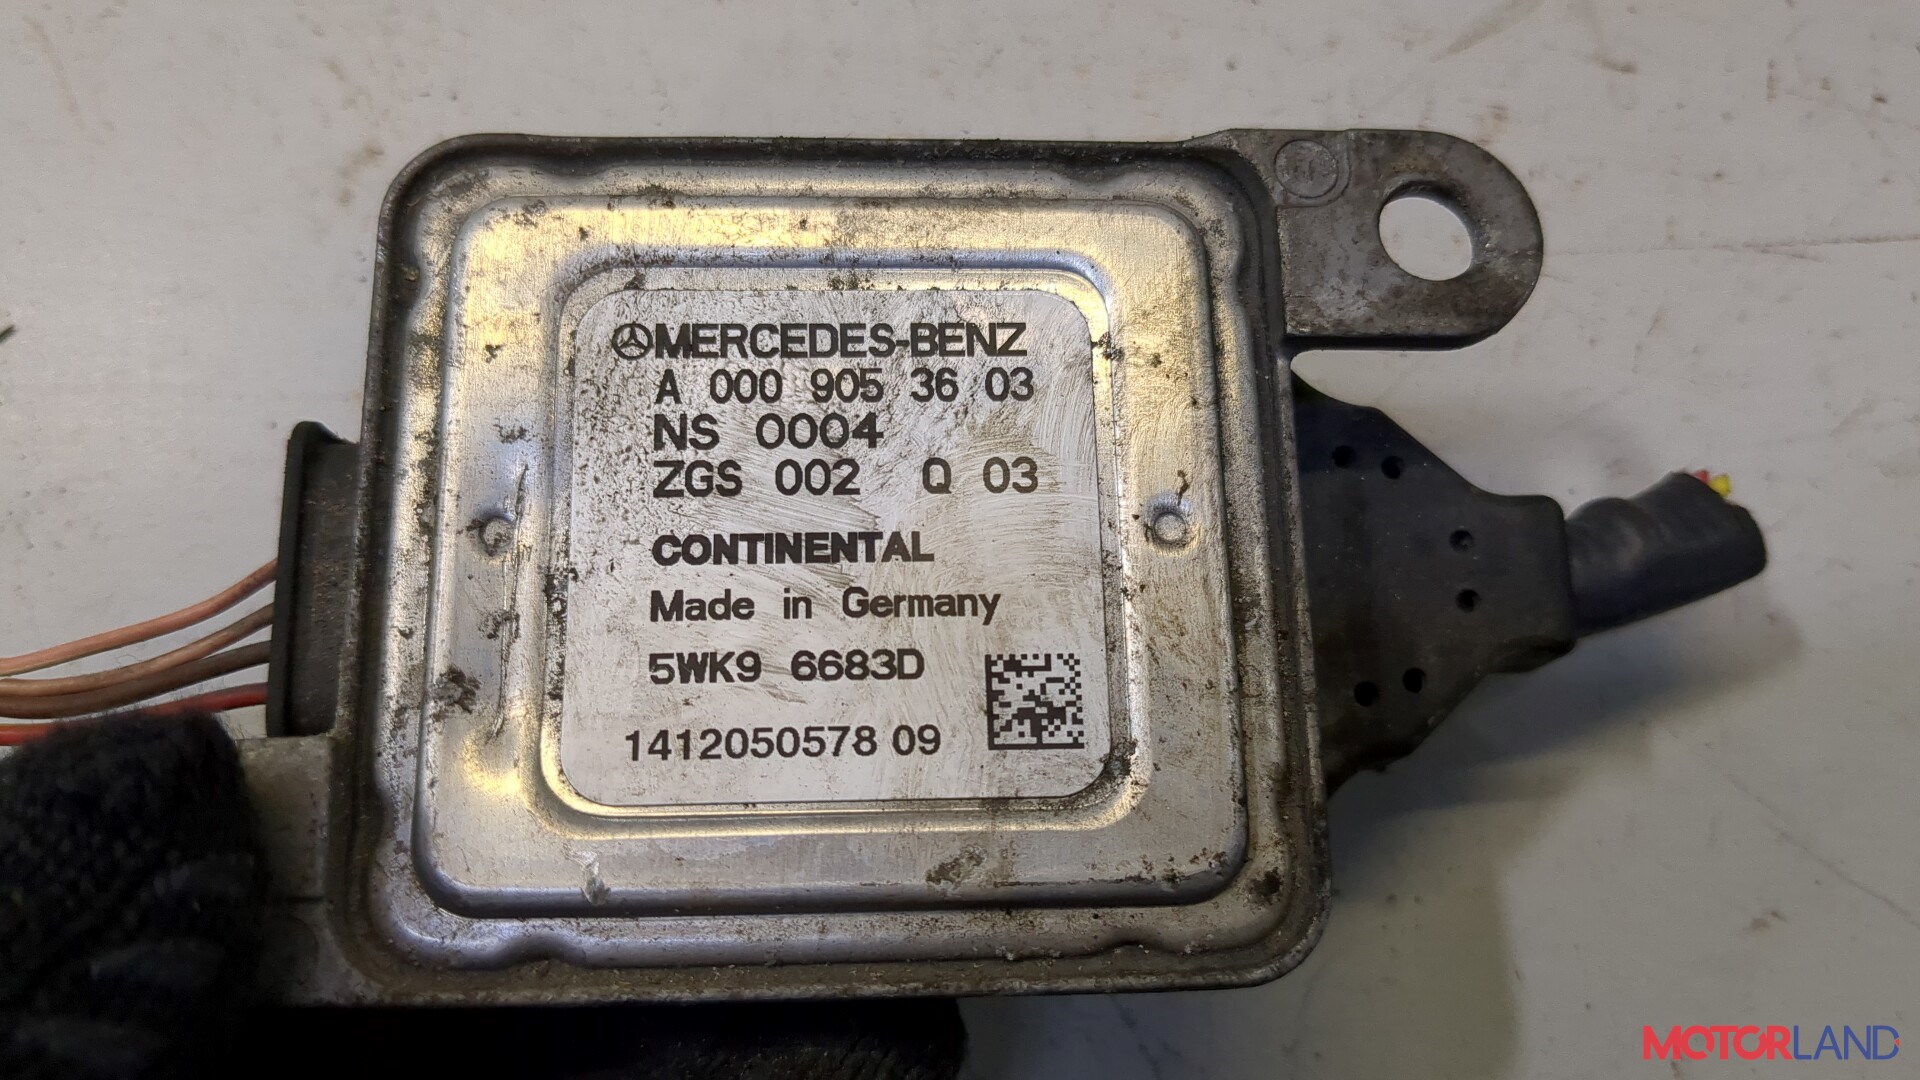 MERCEDES-BENZ
A 000 905 36 03
NS 0004
ZGS 002 Q 03
CONTINENTAL
Made in Germany
5WK9 6683D
1412050578 09
MOTORLAND